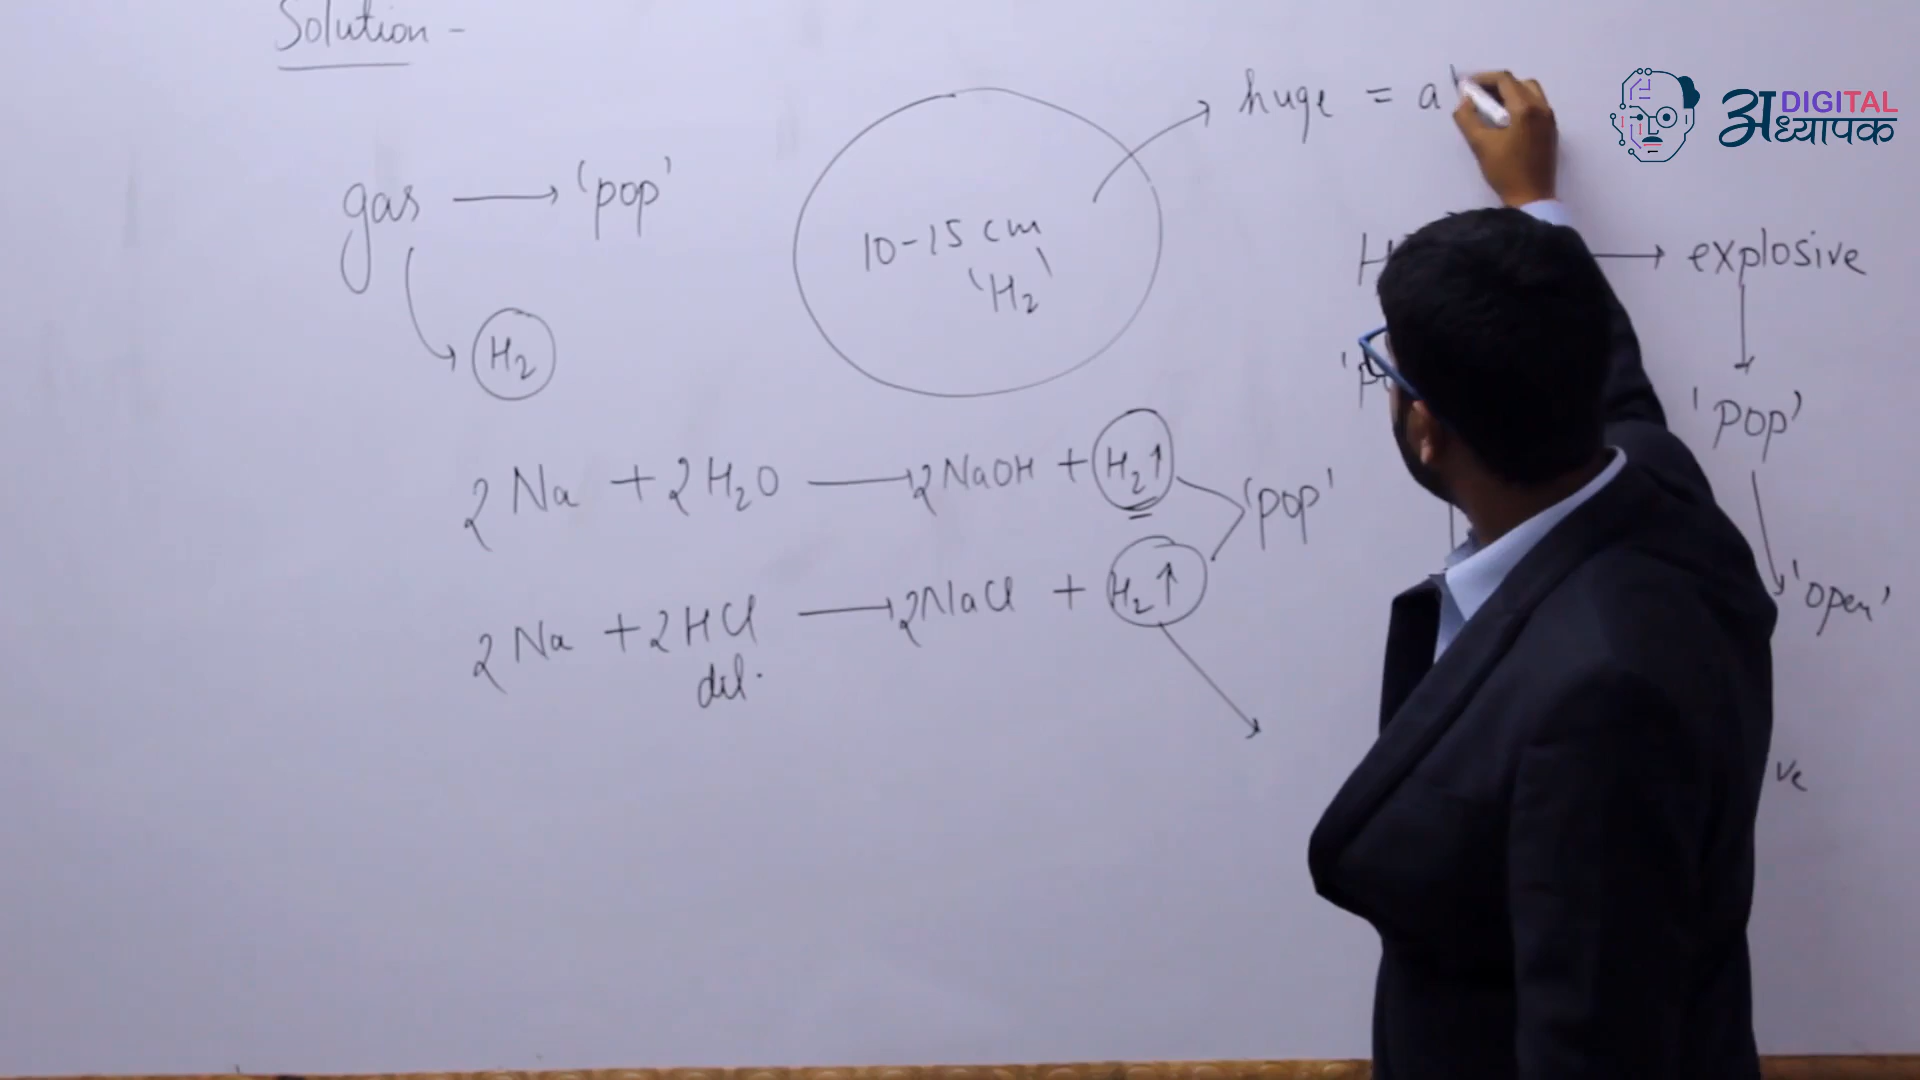 Solution -
DIGITAL
अध्यापक
huge = a
gas → 'pop'
10-15 cm
'H₂'
→ explosive
H₂
'pop'
2Na + 2H₂O → 2NaOH + H₂↑
'pop'
2Na + 2HCl → 2NaCl + H₂↑
dil.
'open'
ve